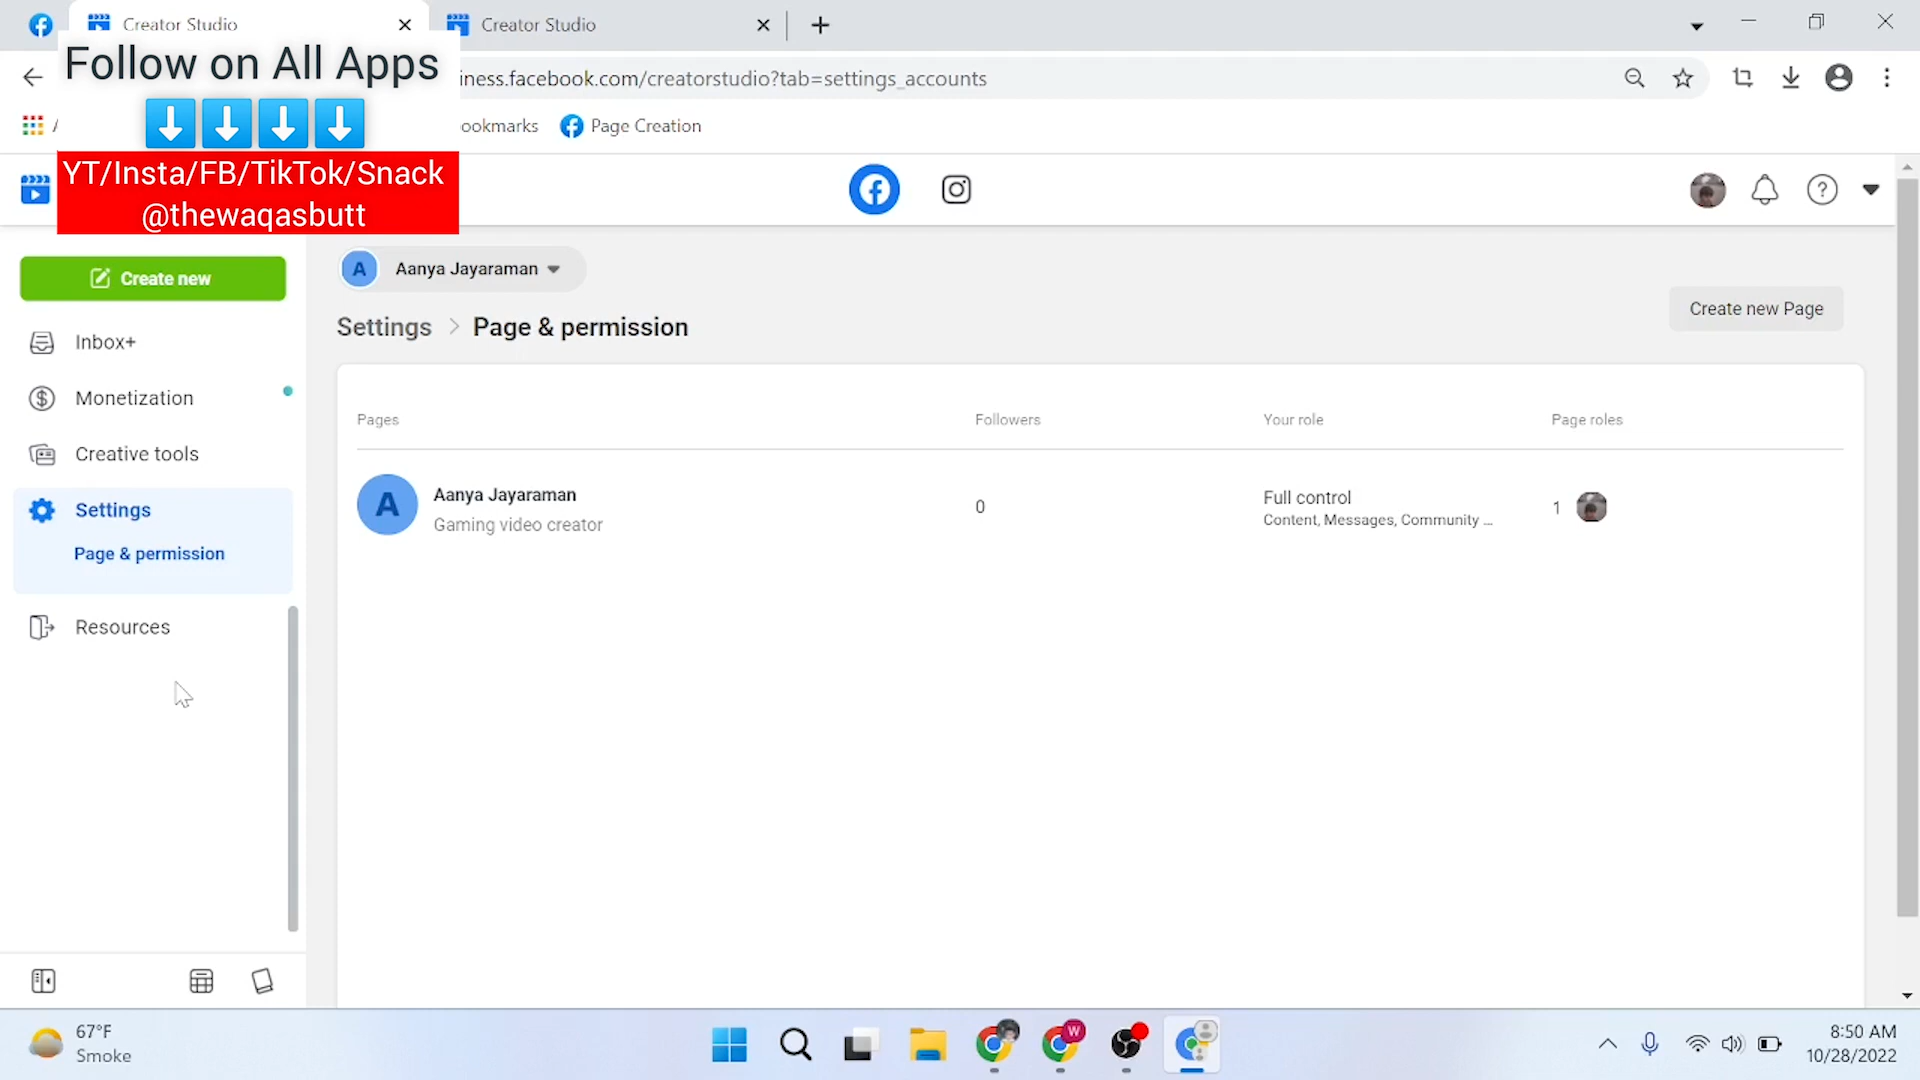 Creator Studio
Creator Studio
Follow on All Apps
iness.facebook.com/creatorstudio?tab=settings_accounts
ookmarks
Page Creation
YT/Insta/FB/TikTok/Snack
@thewaqasbutt
Create new
Aanya Jayaraman
Create new Page
Settings > Page & permission
Inbox+
Monetization
Creative tools
Settings
Page & permission
Resources
Pages Followers Your role Page roles
A
A
Aanya Jayaraman
Gaming video creator
0
Full control
Content, Messages, Community ...
1
67°F
Smoke
W
8:50 AM
10/28/2022